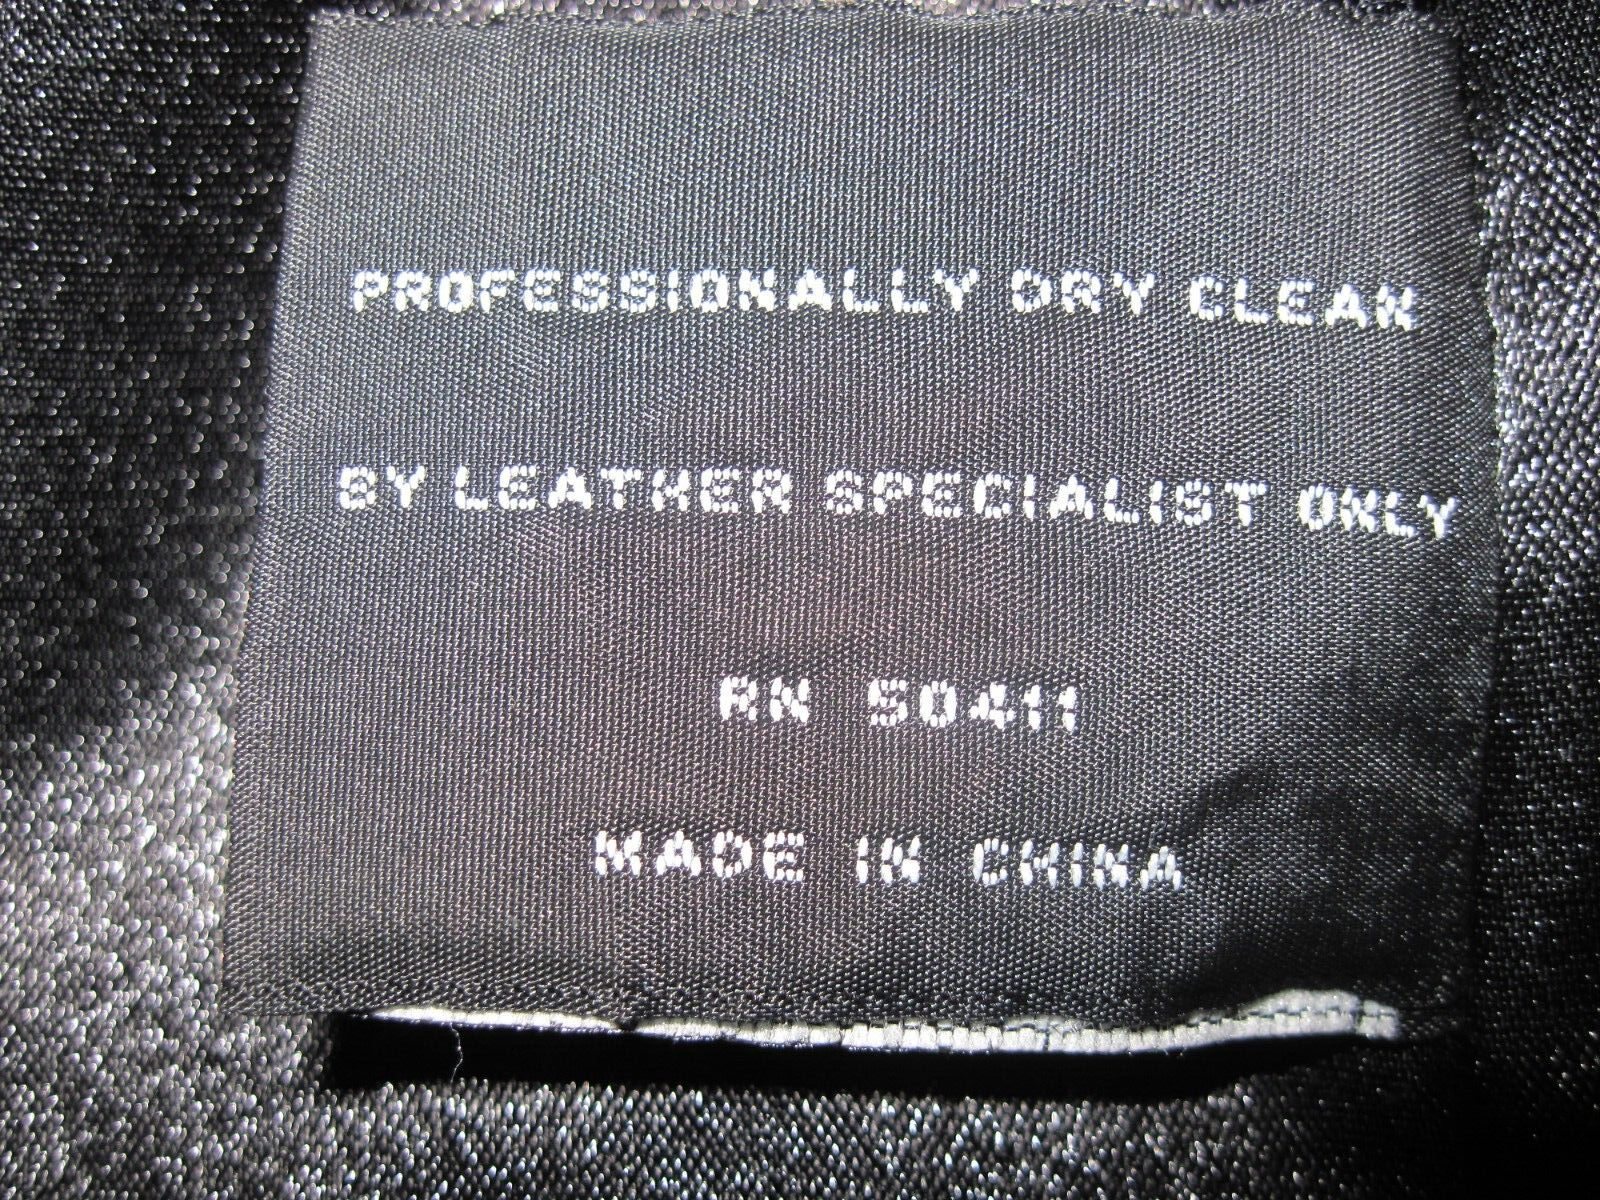 PROFESSIONALLY DRY CLEAN
BY LEATHER SPECIALIST ONLY
RN 50411
MADE IN CHINA